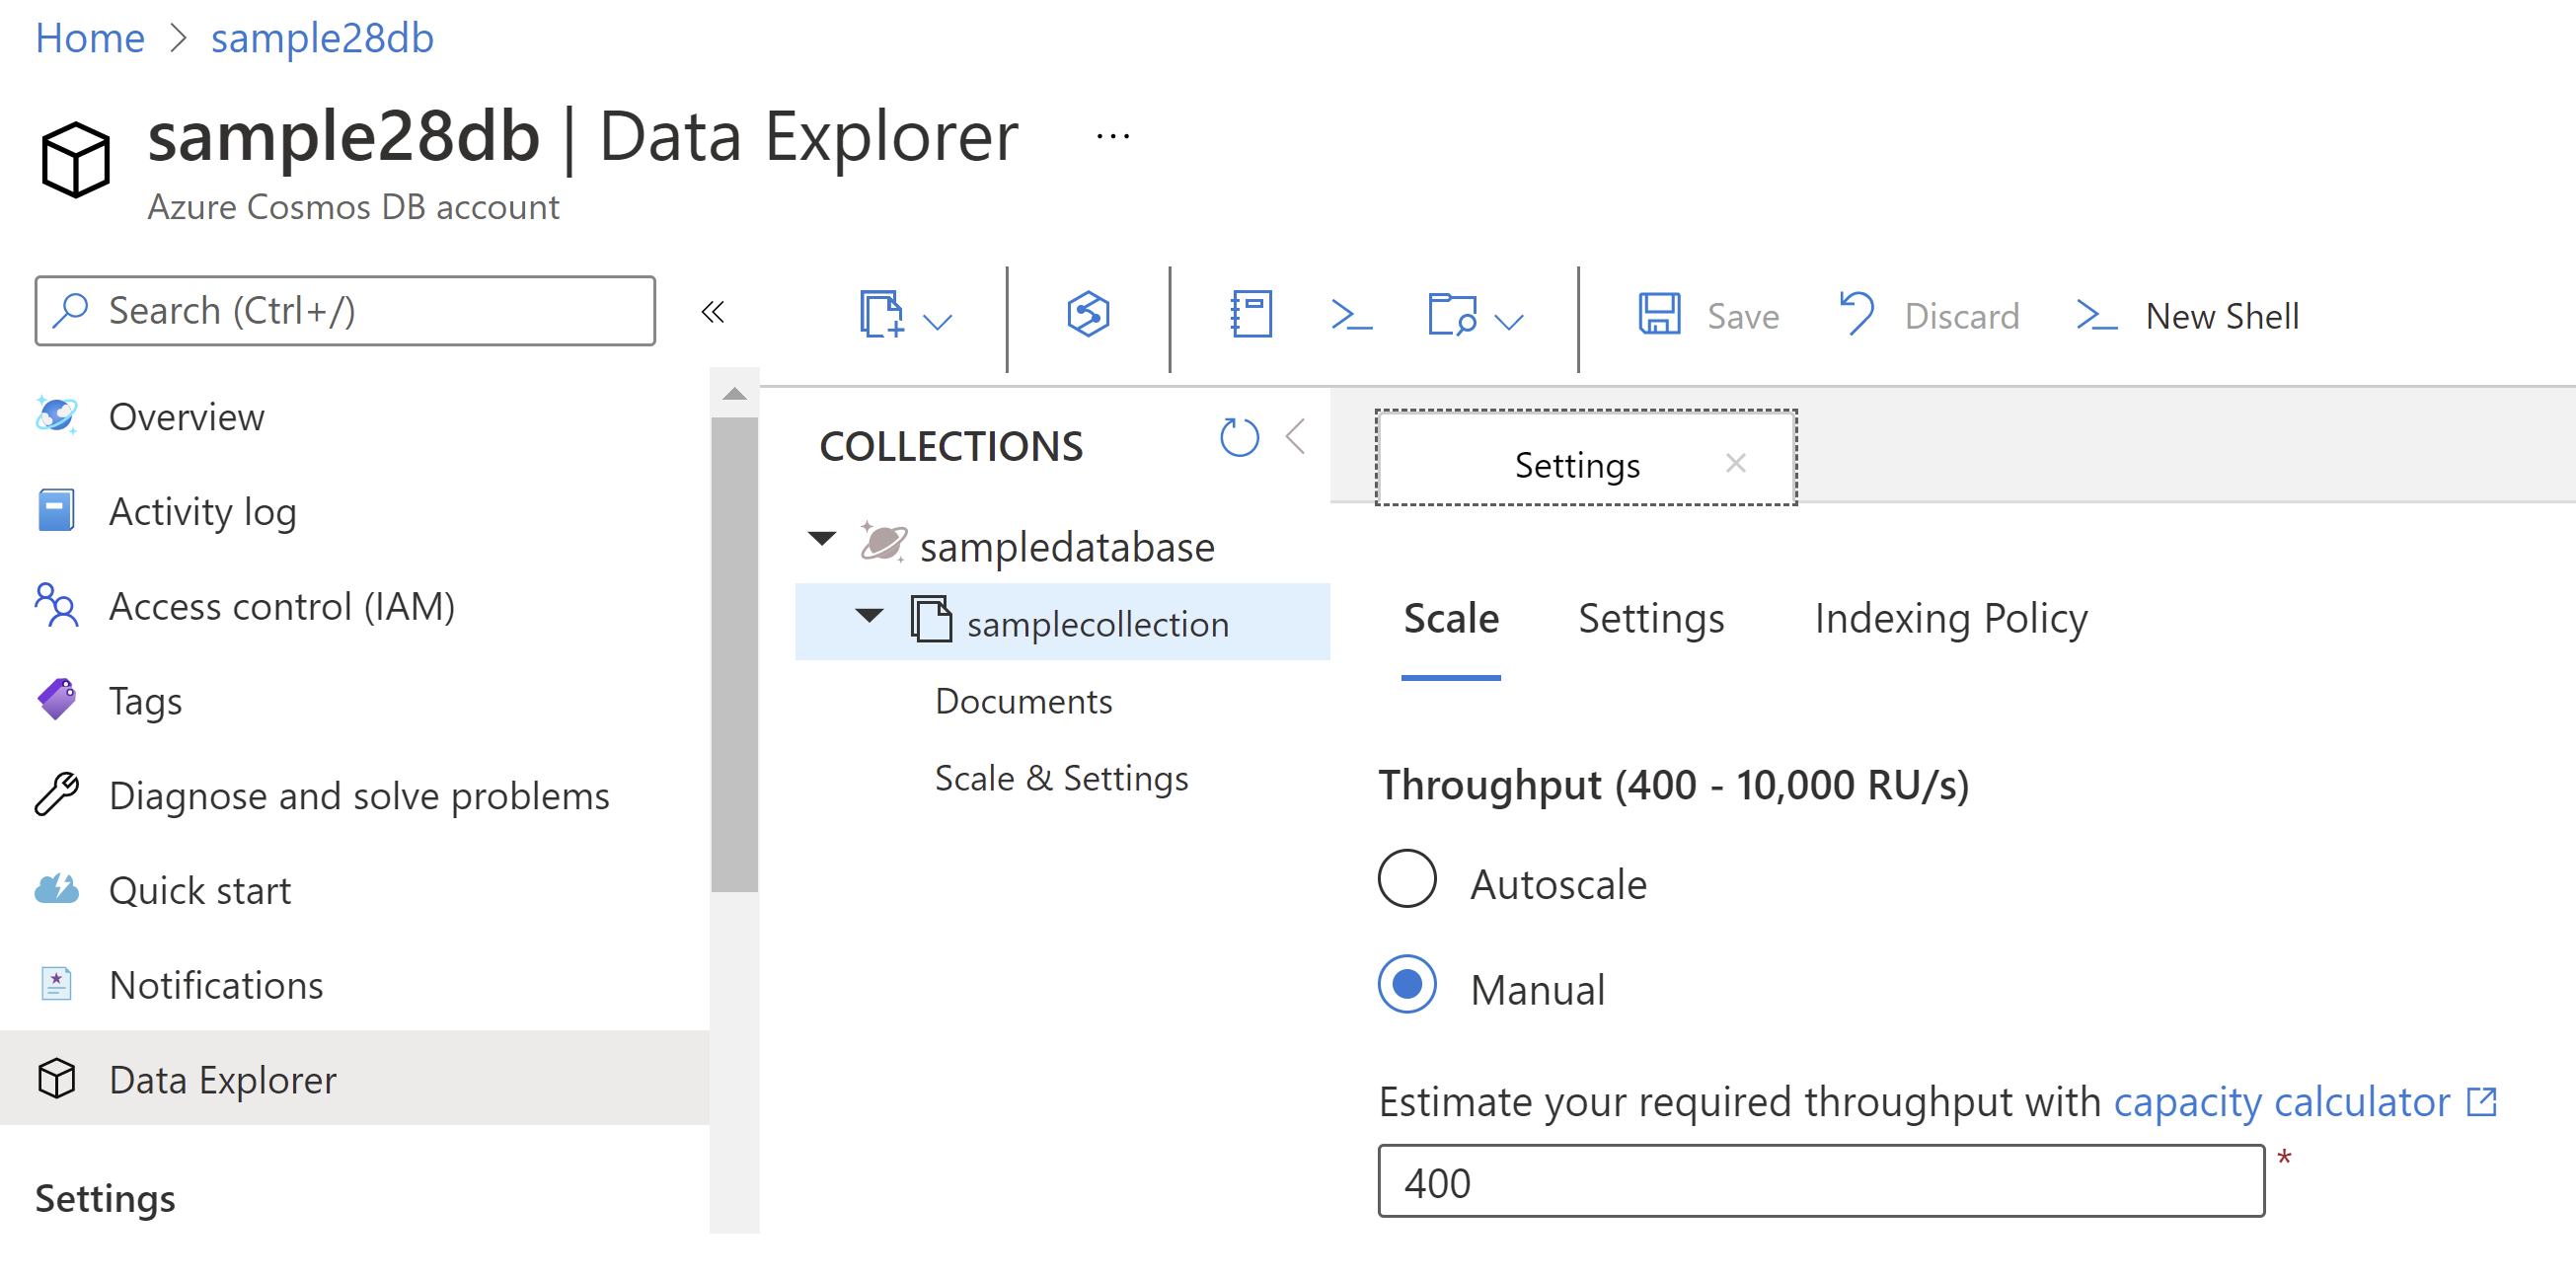 Home > sample28db
sample28db | Data Explorer ...
Azure Cosmos DB account
Search (Ctrl+/)
«
Overview
Activity log
Access control (IAM)
Tags
Diagnose and solve problems
Quick start
Notifications
Data Explorer
Settings
Save
Discard
New Shell
COLLECTIONS
sampledatabase
samplecollection
Documents
Scale & Settings
Settings
Scale
Settings
Indexing Policy
Throughput (400 - 10,000 RU/s)
Autoscale
Manual
Estimate your required throughput with capacity calculator
400 *